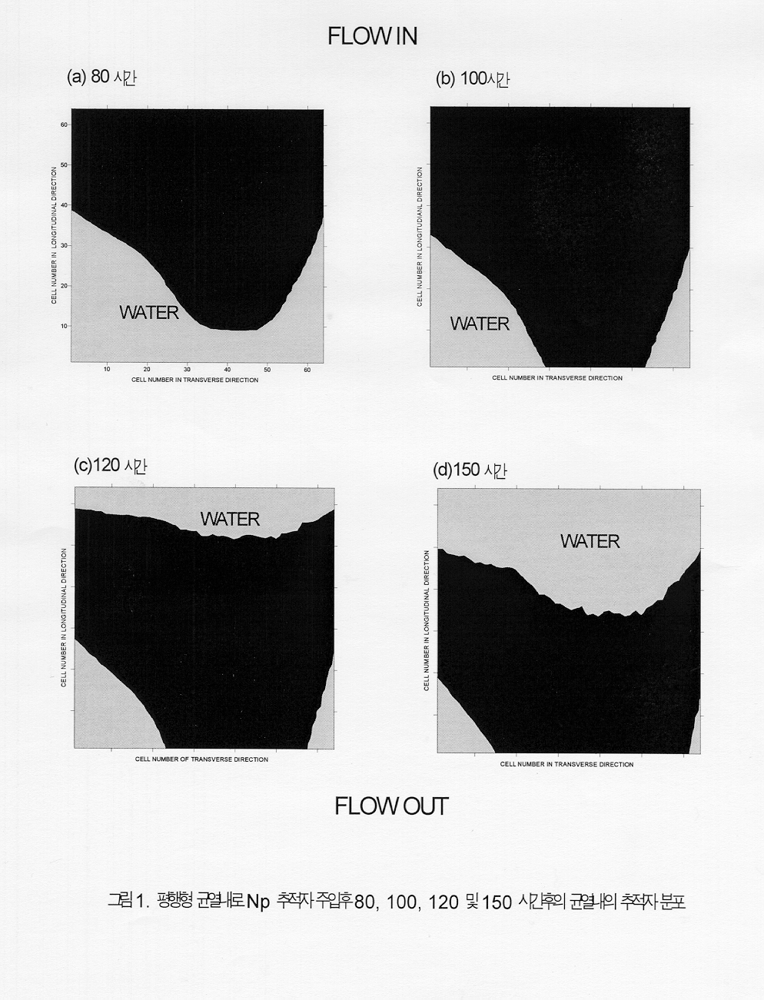 FLOW IN
(a) 80 시간
(b) 100시간
60
50
40
30
20
10
CELL NUMBER IN LONGITUDINAL DIRECTION
WATER
10 20 30 40 50 60
CELL NUMBER IN TRANSVERSE DIRECTION
CELL NUMBER IN LONGITUDIANL DIRECTION
WATER
CELL NUMBER IN TRANSVERSE DIRECTION
(c)120 시간
(d)150 시간
CELL NUMBER IN LONGITUDINAL DIRECTION
WATER
CELL NUMBER OF TRANSVERSE DIRECTION
CELL NUMBER IN LONGITUDINAL DIRECTION
WATER
CELL NUMBER IN TRANSVERSE DIRECTION
FLOW OUT
그림 1. 평행형 균열내로 Np 추적자 주입후 80, 100, 120 및 150 시간후의 균열내의 추적자 분포